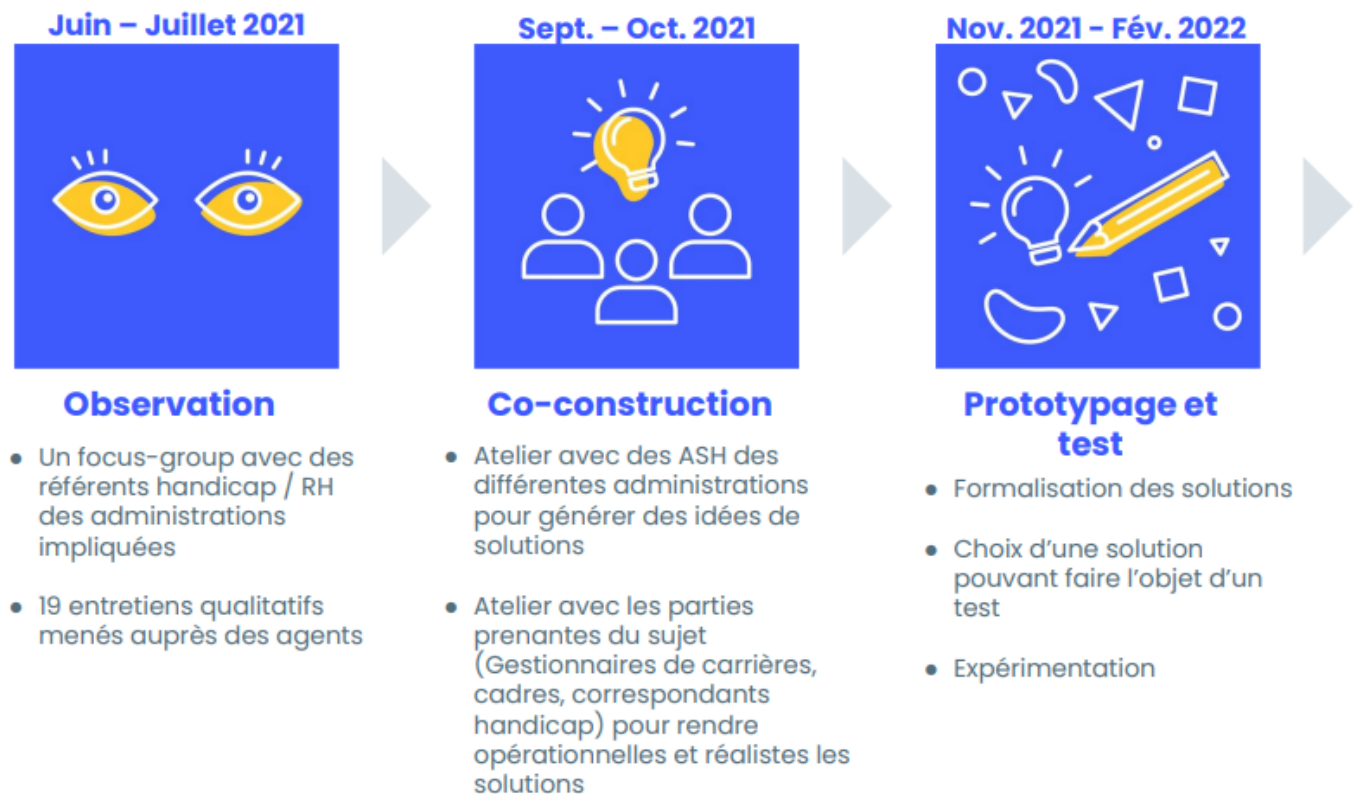 Juin – Juillet 2021
Observation
● Un focus-group avec des
référents handicap / RH
des administrations
impliquées
● 19 entretiens qualitatifs
menés auprès des agents
Sept. – Oct. 2021
Co-construction
● Atelier avec des ASH des
différentes administrations
pour générer des idées de
solutions
● Atelier avec les parties
prenantes du sujet
(Gestionnaires de carrières,
cadres, correspondants
handicap) pour rendre
opérationnelles et réalistes les
solutions
Nov. 2021 - Fév. 2022
Prototypage et
test
● Formalisation des solutions
● Choix d’une solution
pouvant faire l’objet d’un
test
● Expérimentation